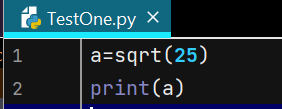 TestOne.py
1 a=sqrt(25)
2 print(a)